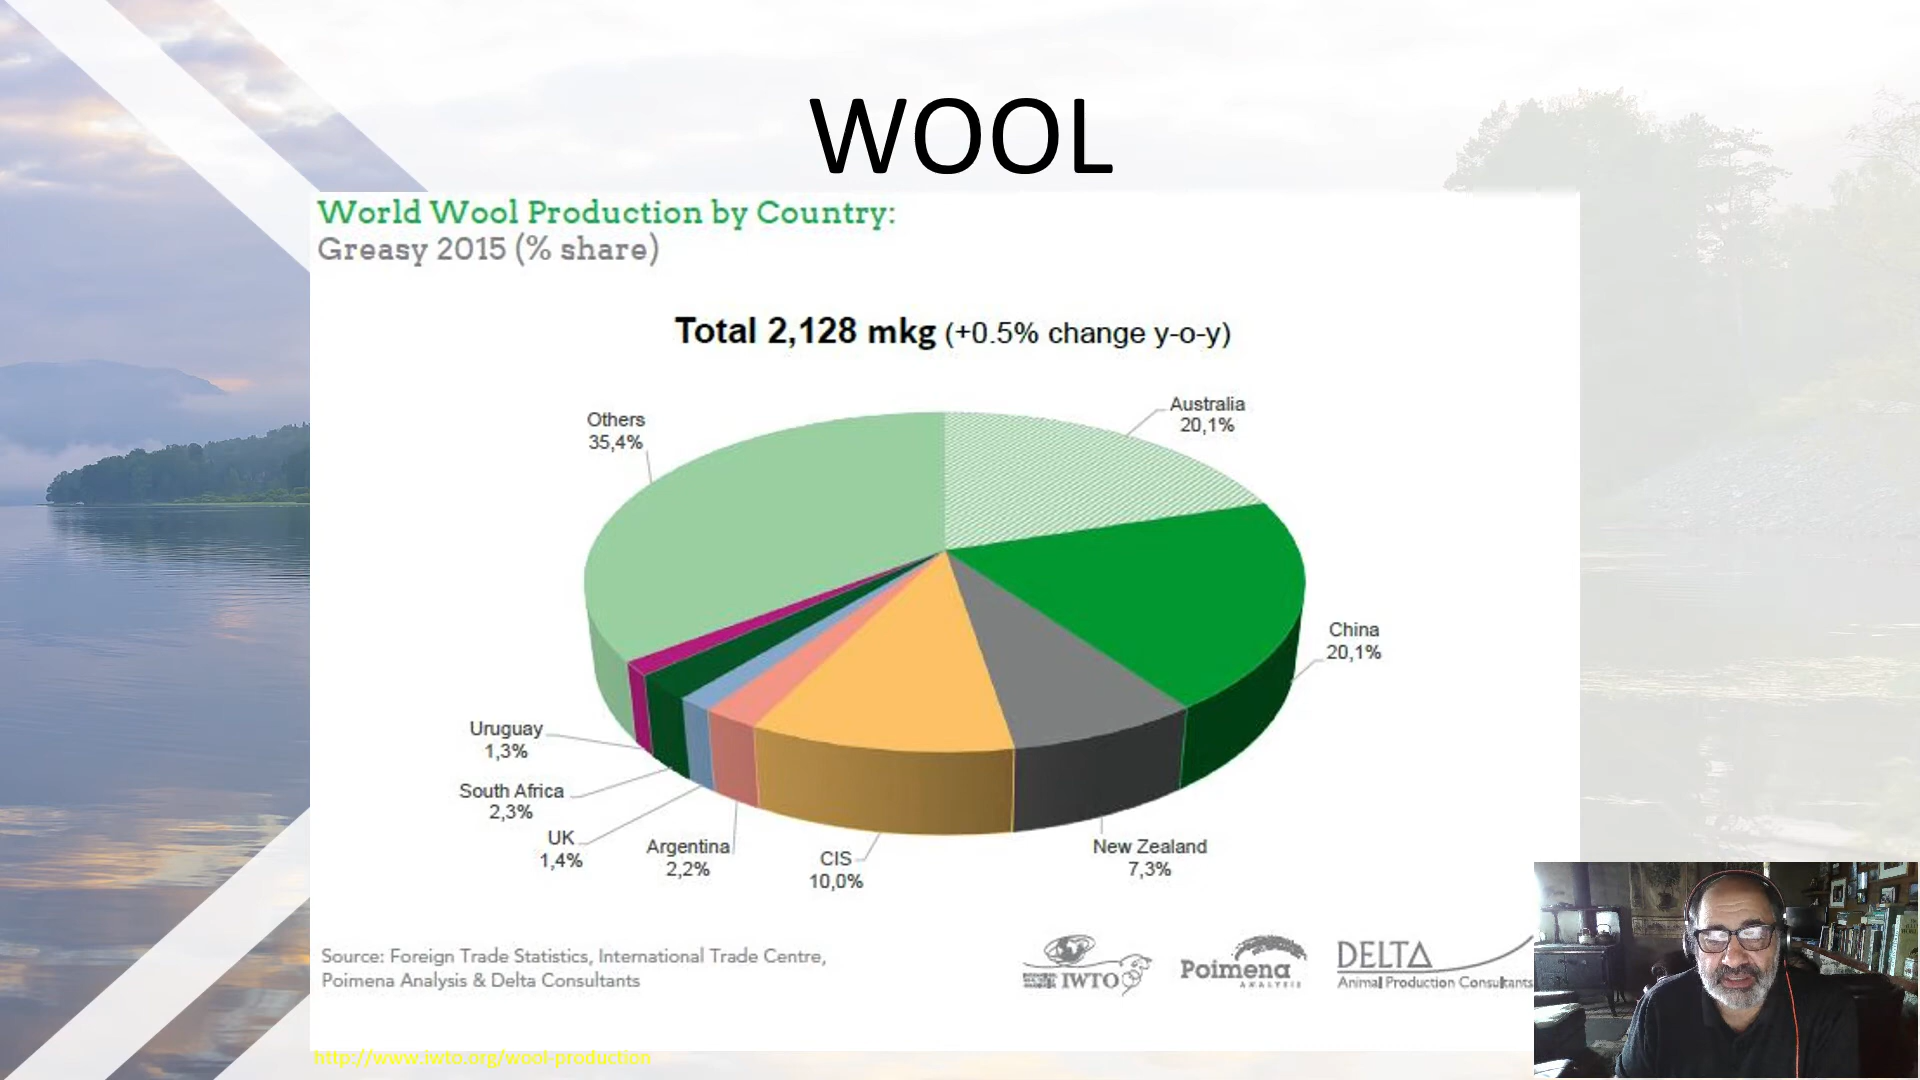 WOOL
World Wool Production by Country:
Greasy 2015 (% share)
Total 2,128 mkg (+0.5% change y-o-y)
Others
35,4%
Australia
20,1%
China
20,1%
Uruguay
1,3%
South Africa
2,3%
UK
1,4%
Argentina
2,2%
CIS
10,0%
New Zealand
7,3%
Source: Foreign Trade Statistics, International Trade Centre,
Poimena Analysis & Delta Consultants
IWTO
Poimena
ANALYSIS
DELTA
Animal Production Consultants
http://www.iwto.org/wool-production